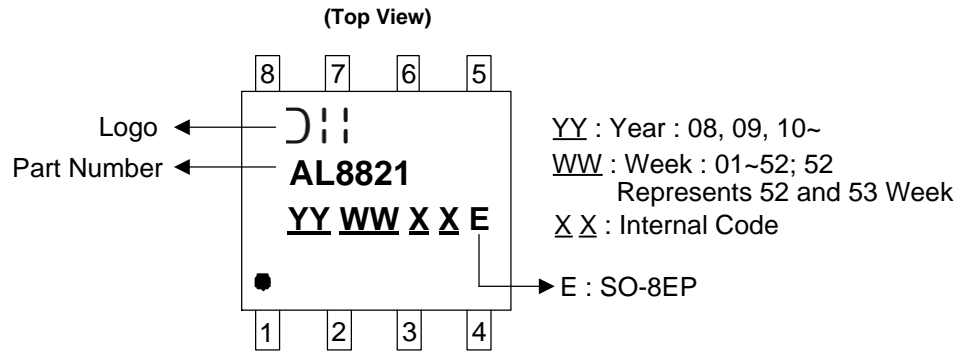 (Top View)
8 7 6 5
Logo
Part Number
AL8821
YY WW X X E
YY : Year : 08, 09, 10~
WW : Week : 01~52; 52
Represents 52 and 53 Week
X X : Internal Code
E : SO-8EP
1 2 3 4